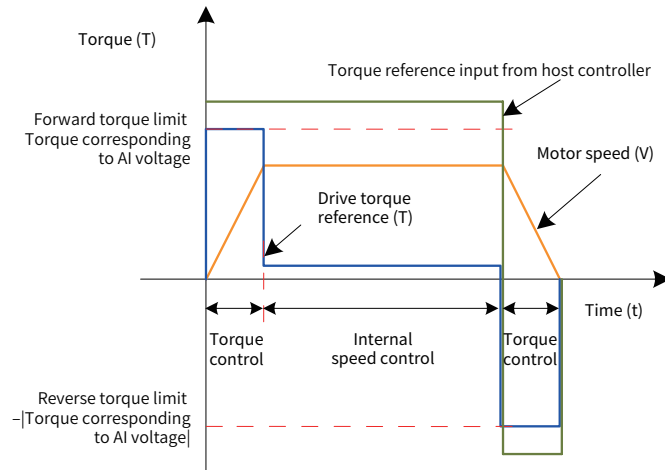 Torque (T)
Torque reference input from host controller
Forward torque limit
Torque corresponding
to AI voltage
Motor speed (V)
Drive torque
reference (T)
Time (t)
Torque
control
Internal
speed control
Torque
control
Reverse torque limit
–|Torque corresponding
to AI voltage|